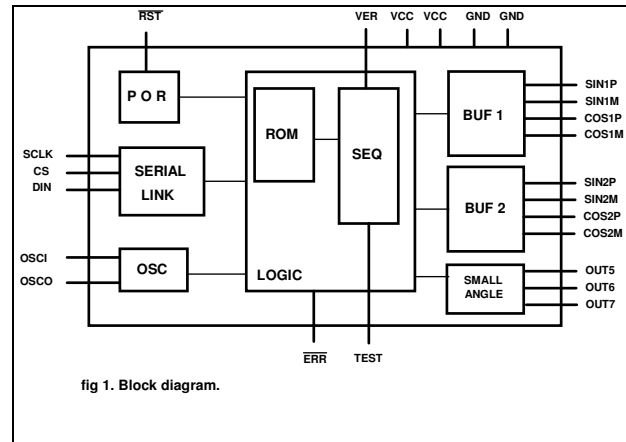 RST
VER VCC VCC GND GND
P O R
ROM
SEQ
BUF 1
SIN1P
SIN1M
COS1P
COS1M
SCLK
CS
DIN
SERIAL
LINK
BUF 2
SIN2P
SIN2M
COS2P
COS2M
OSCI
OSCO
OSC
LOGIC
SMALL
ANGLE
OUT5
OUT6
OUT7
ERR TEST
fig 1. Block diagram.